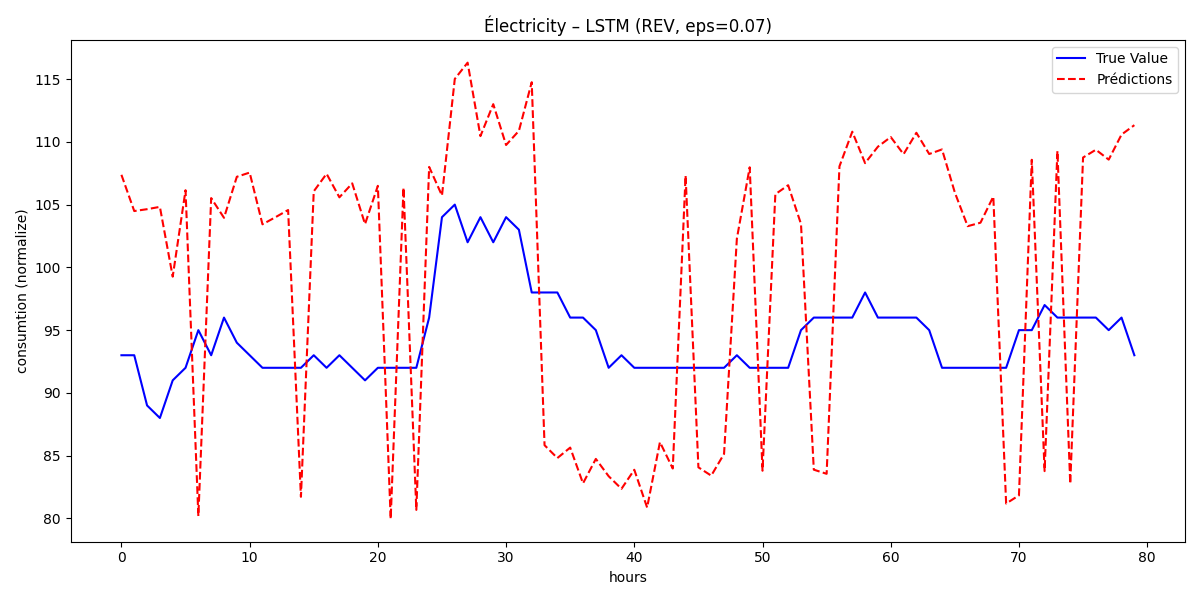 Électricity – LSTM (REV, eps=0.07)
True Value
Prédictions
consumtion (normalize)
115
110
105
100
95
90
85
80
0 10 20 30 40 50 60 70 80
hours